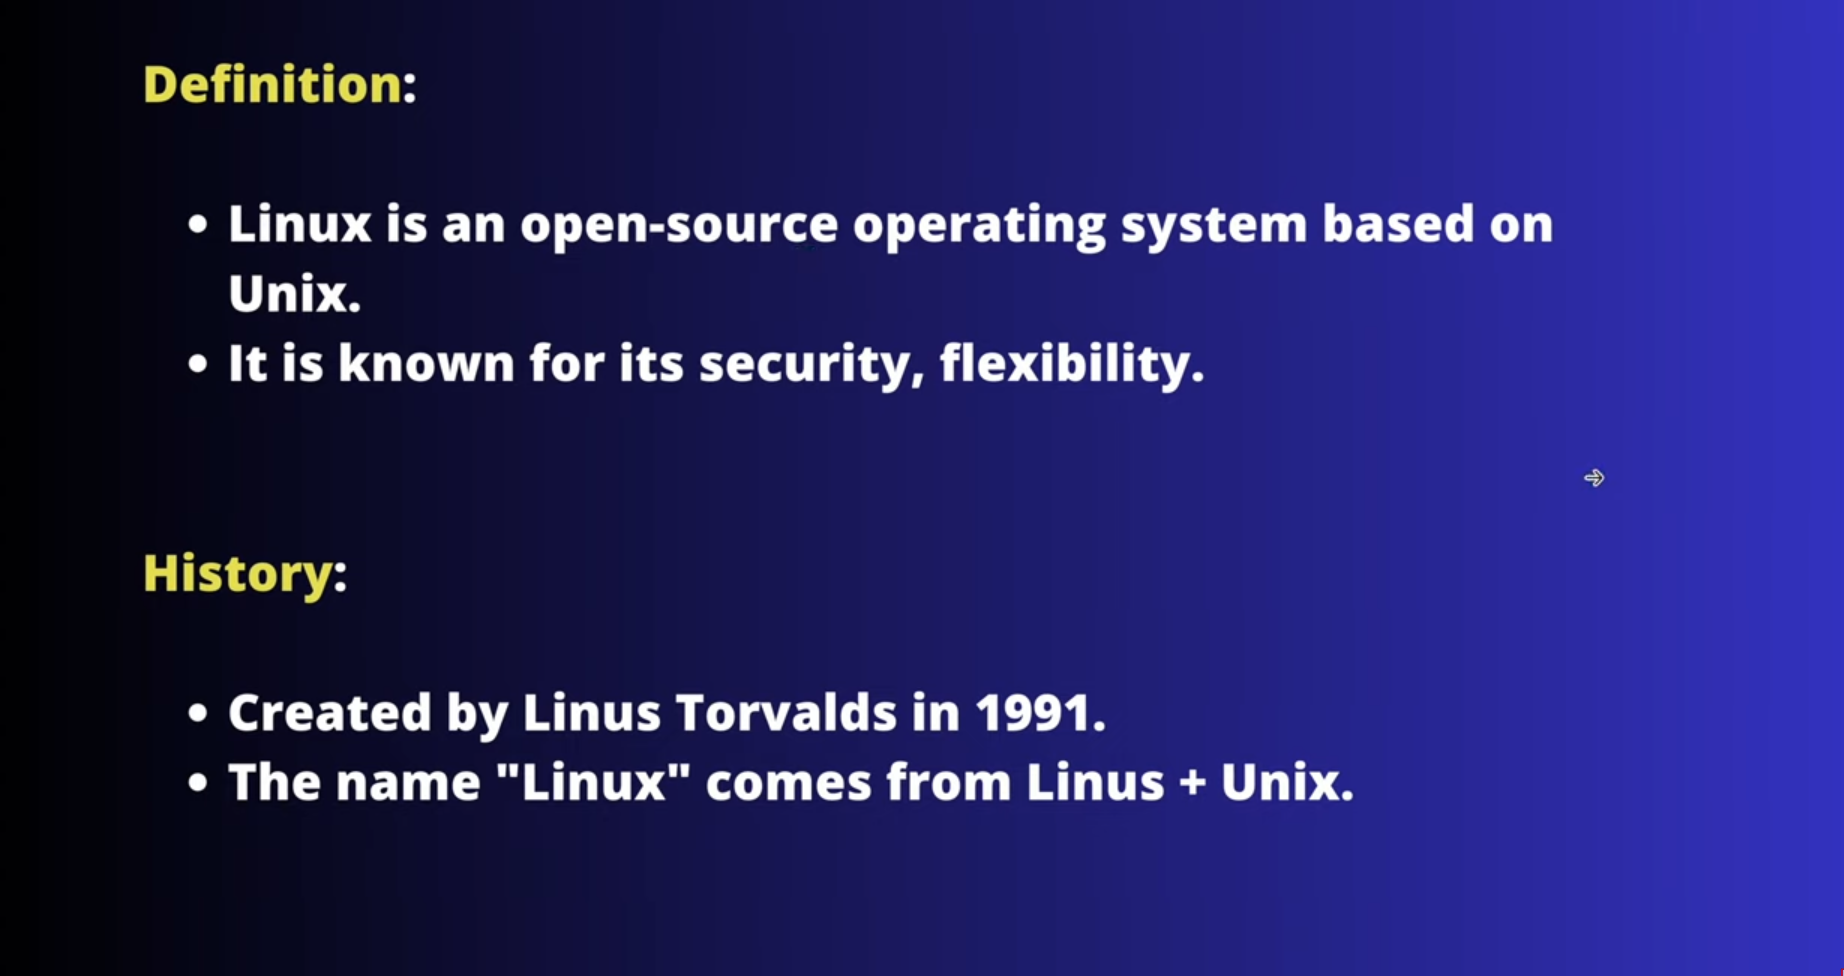 Definition:
• Linux is an open-source operating system based on
Unix.
• It is known for its security, flexibility.
History:
• Created by Linus Torvalds in 1991.
• The name "Linux" comes from Linus + Unix.